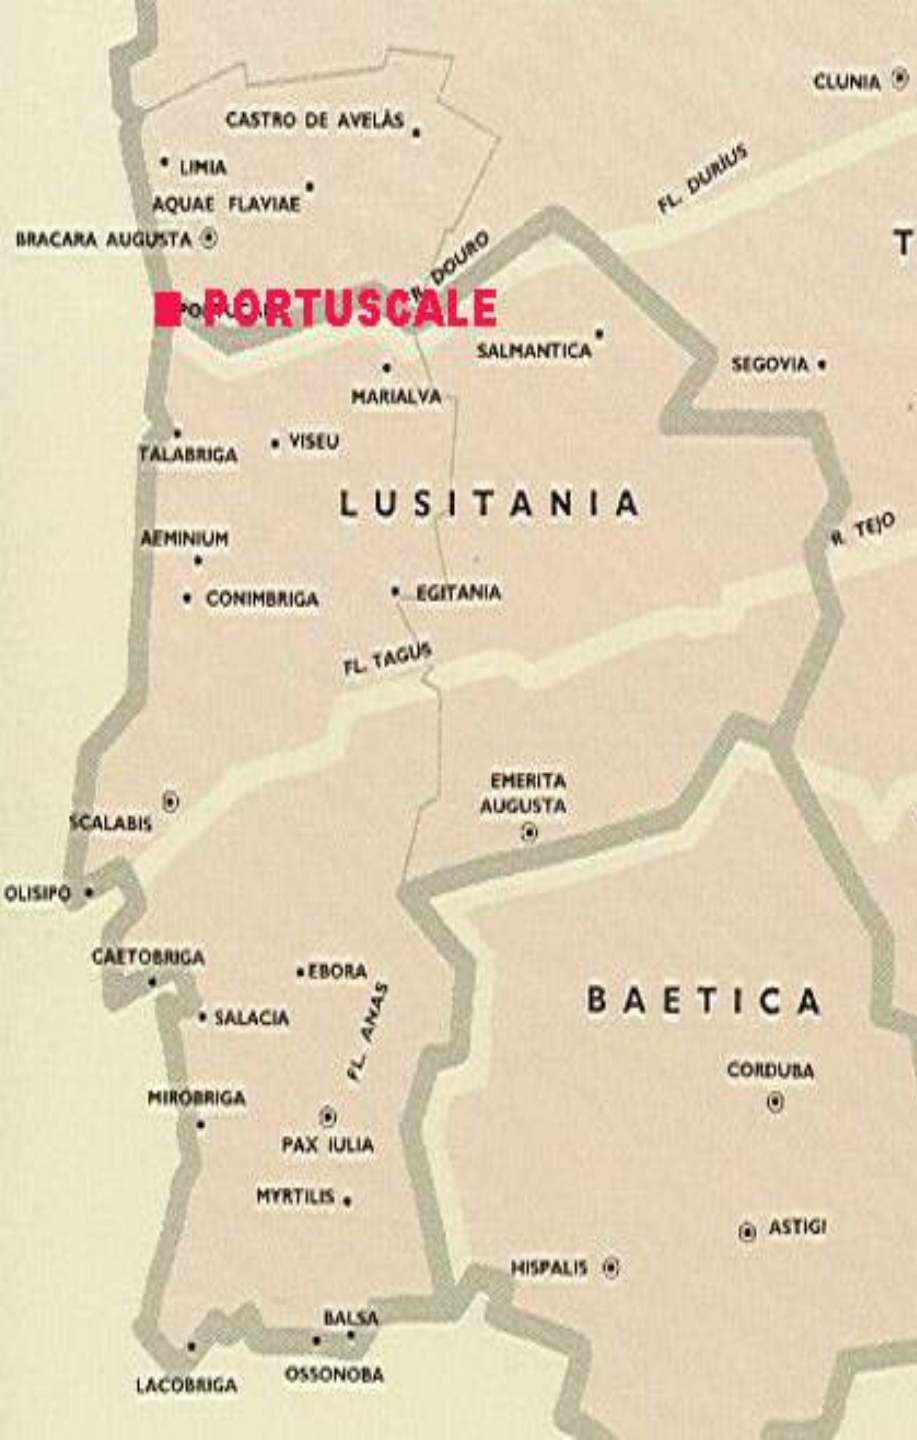 CLUNIA
CASTRO DE AVELÀS
FL. DURÌUS
LIMIA
AQUAE FLAVIAE
BRACARA AUGUSTA
T
R. DOURO
PORTUSCALE
SALMANTICA
SEGOVIA
MARIALVA
TALABRIGA
VISEU
LUSITANIA
R. TEJO
AEMINIUM
CONIMBRIGA
EGITANIA
FL. TAGUS
EMERITA
AUGUSTA
SCALABIS
OLISIPO
CAETOBRIGA
EBORA
FL. ANAS
BAETICA
SALACIA
CORDUBA
MIROBRIGA
PAX IULIA
MYRTILIS
ASTIGI
HISPALIS
BALSA
OSSONOBA
LACOBRIGA